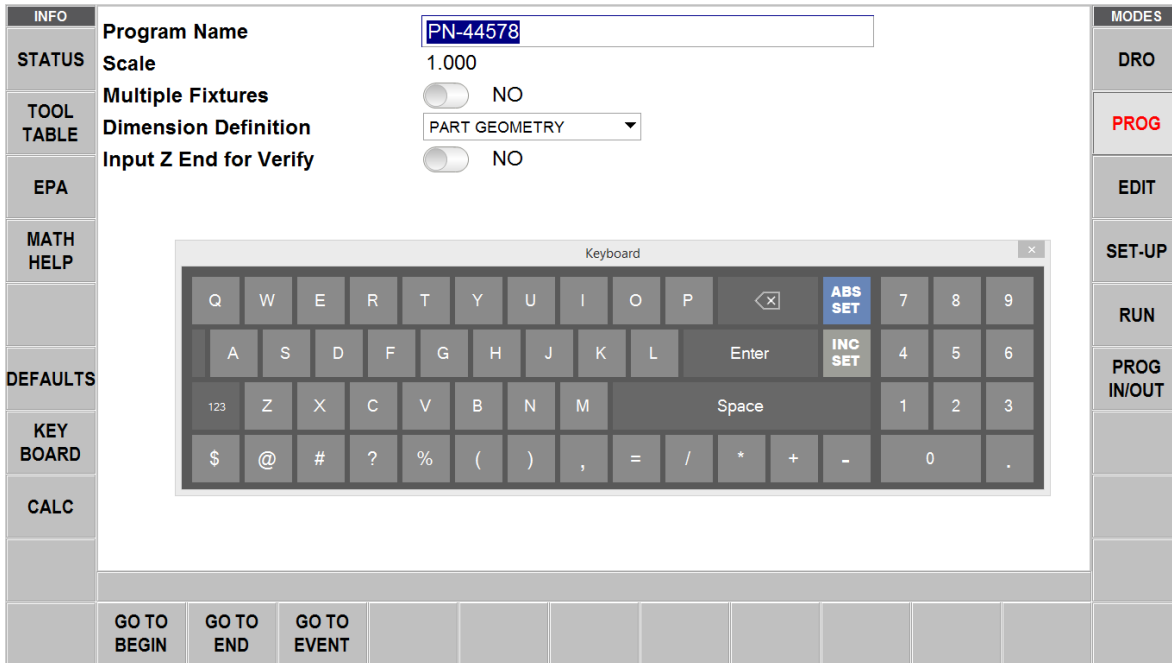 INFO
STATUS
TOOL
TABLE
EPA
MATH
HELP
DEFAULTS
KEY
BOARD
CALC
Program Name PN-44578
Scale 1.000
Multiple Fixtures NO
Dimension Definition PART GEOMETRY
Input Z End for Verify NO
Keyboard
Q W E R T Y U I O P ABS SET 7 8 9
A S D F G H J K L Enter INC SET 4 5 6
123 Z X C V B N M Space 1 2 3
$ @ # ? % ( ) , = / * + - 0 .
GO TO BEGIN
GO TO END
GO TO EVENT
MODES
DRO
PROG
EDIT
SET-UP
RUN
PROG
IN/OUT